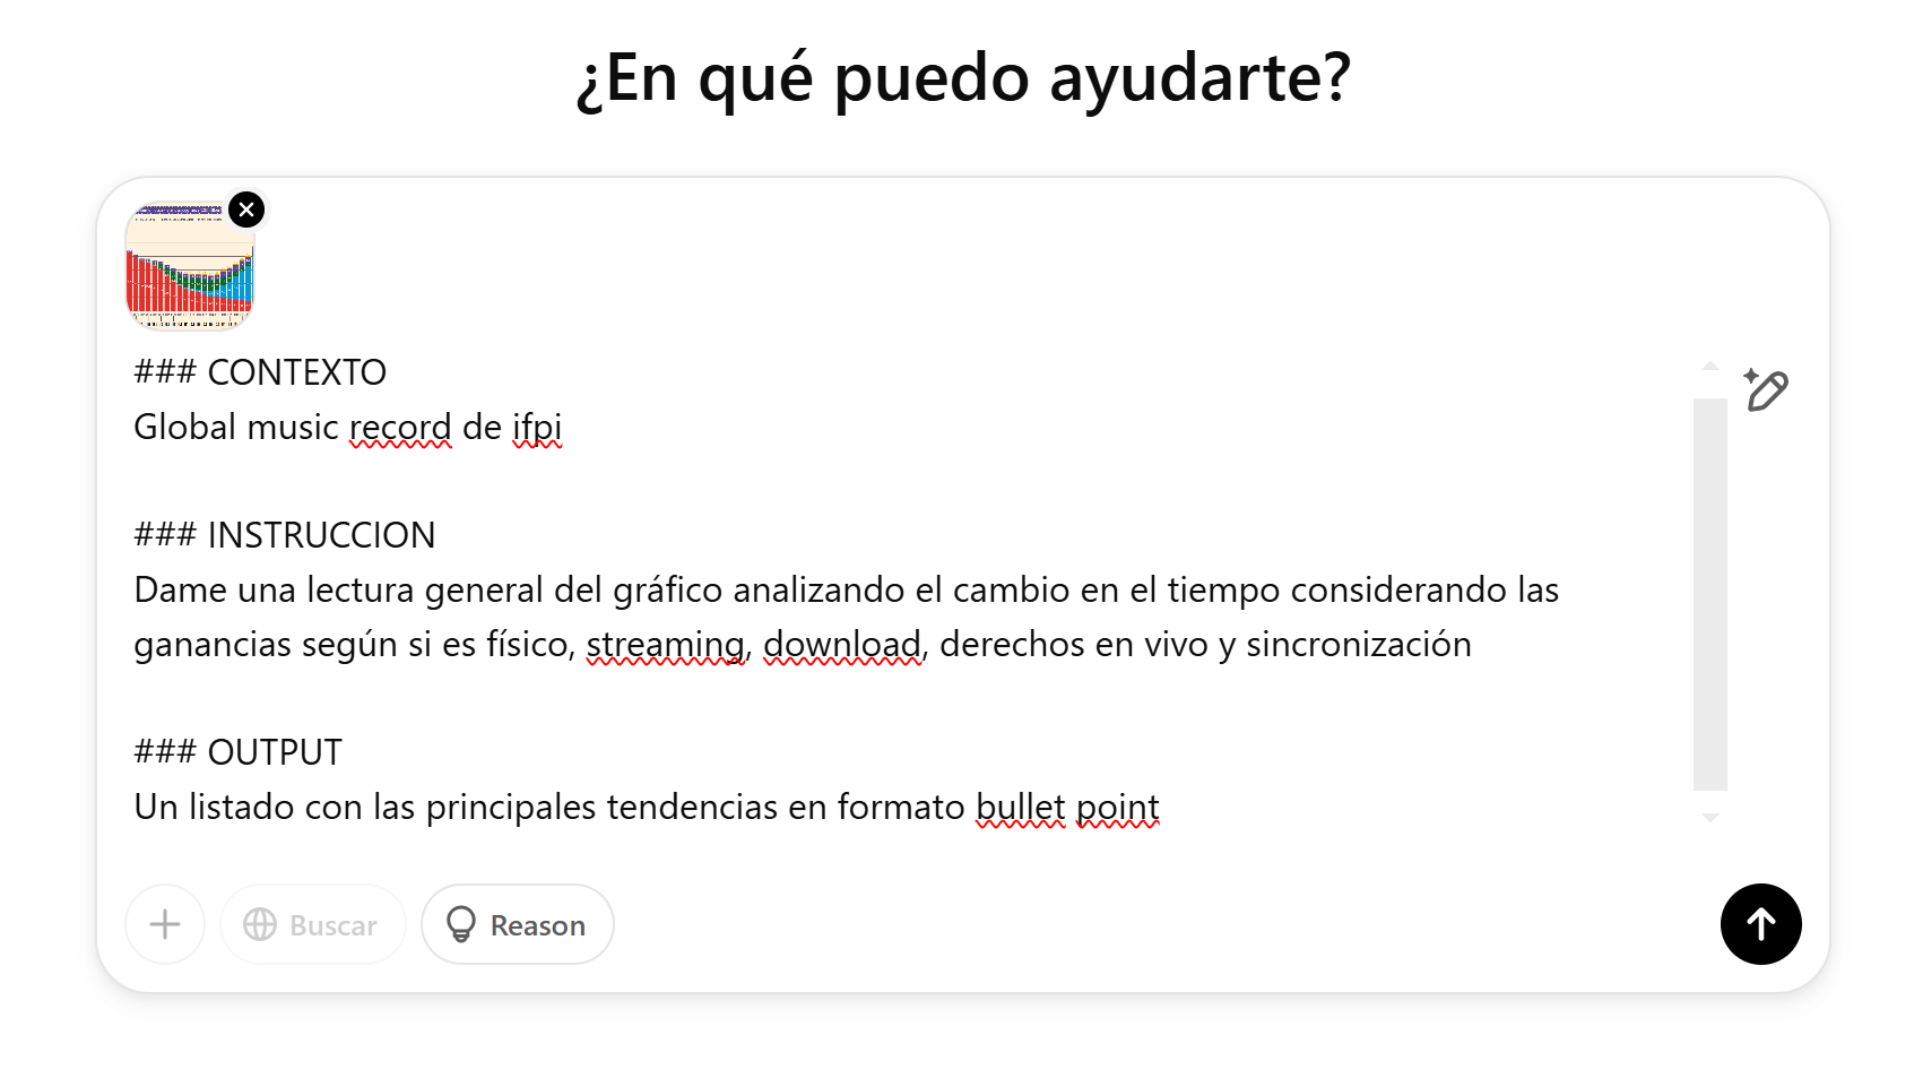 ¿En qué puedo ayudarte?
### CONTEXTO
Global music record de ifpi
### INSTRUCCION
Dame una lectura general del gráfico analizando el cambio en el tiempo considerando las
ganancias según si es físico, streaming, download, derechos en vivo y sincronización
### OUTPUT
Un listado con las principales tendencias en formato bullet point
Buscar
Reason